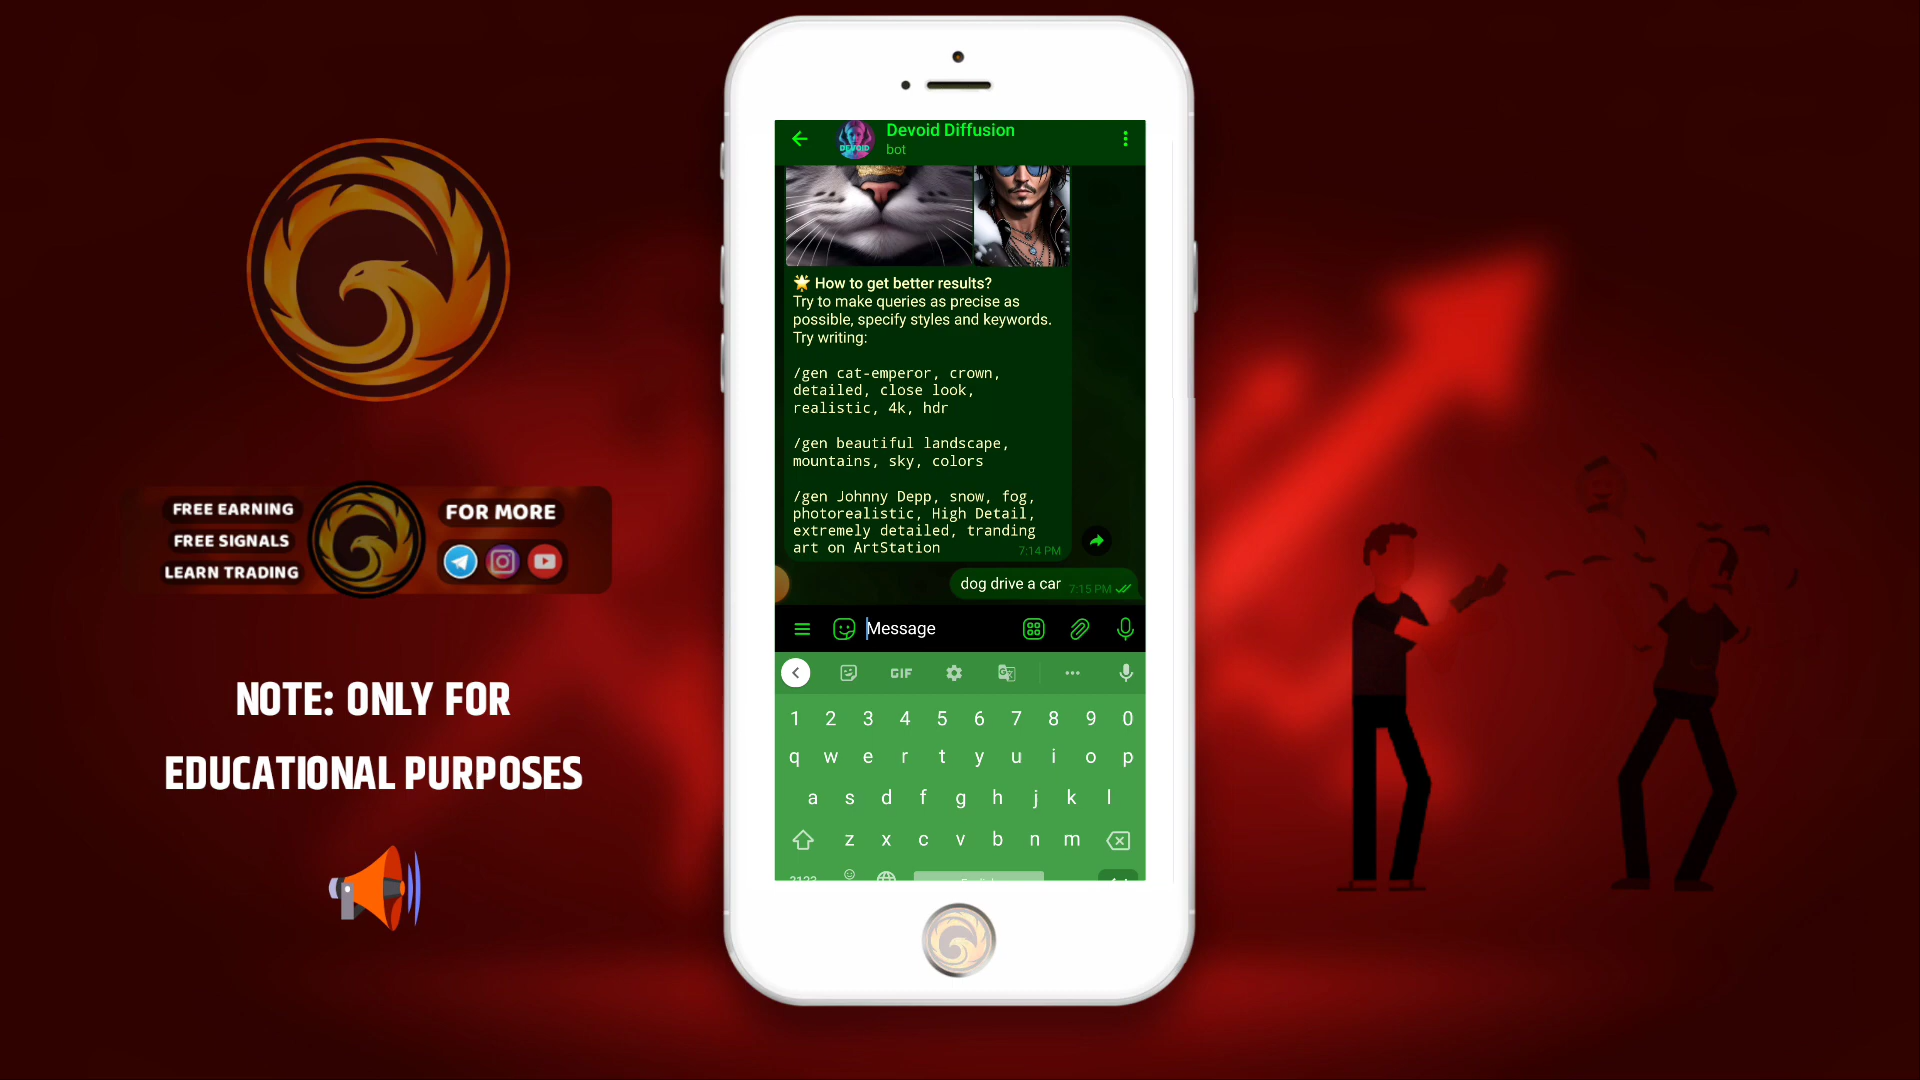 FREE EARNING
FREE SIGNALS
LEARN TRADING
FOR MORE
NOTE: ONLY FOR
EDUCATIONAL PURPOSES
Devoid Diffusion
bot
DEVOID
🌟 How to get better results?
Try to make queries as precise as
possible, specify styles and keywords.
Try writing:
/gen cat-emperor, crown,
detailed, close look,
realistic, 4k, hdr
/gen beautiful landscape,
mountains, sky, colors
/gen Johnny Depp, snow, fog,
photorealistic, High Detail,
extremely detailed, tranding
art on ArtStation
7:14 PM
dog drive a car 7:15 PM
Message
GIF
1 2 3 4 5 6 7 8 9 0
q w e r t y u i o p
a s d f g h j k l
z x c v b n m